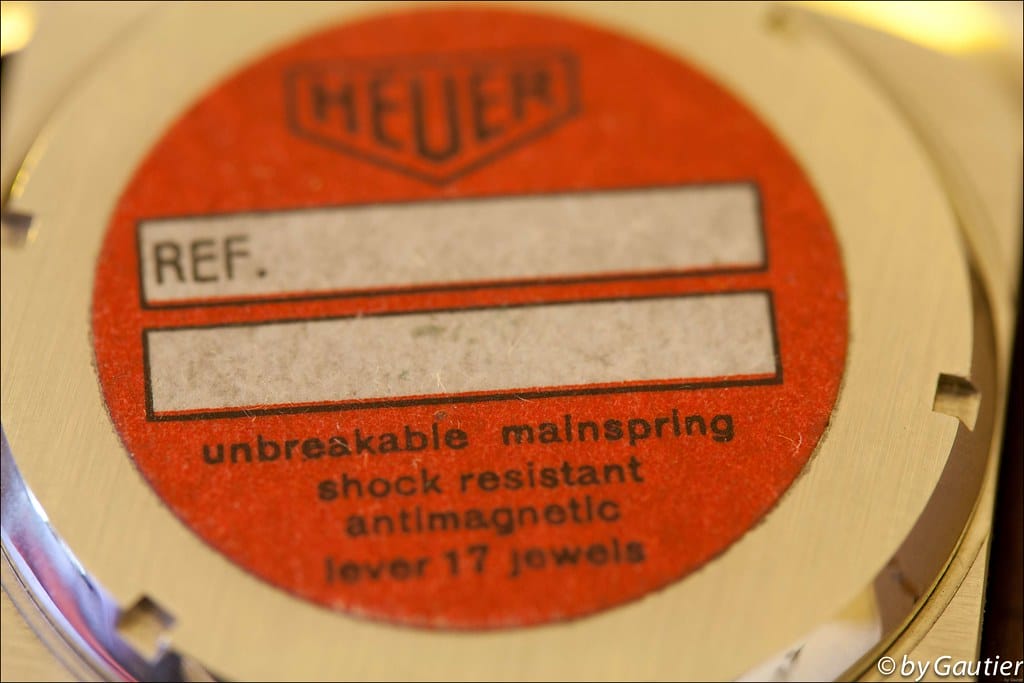 HEUER
REF.
unbreakable mainspring
shock resistant
antimagnetic
lever 17 jewels
© by Gautier